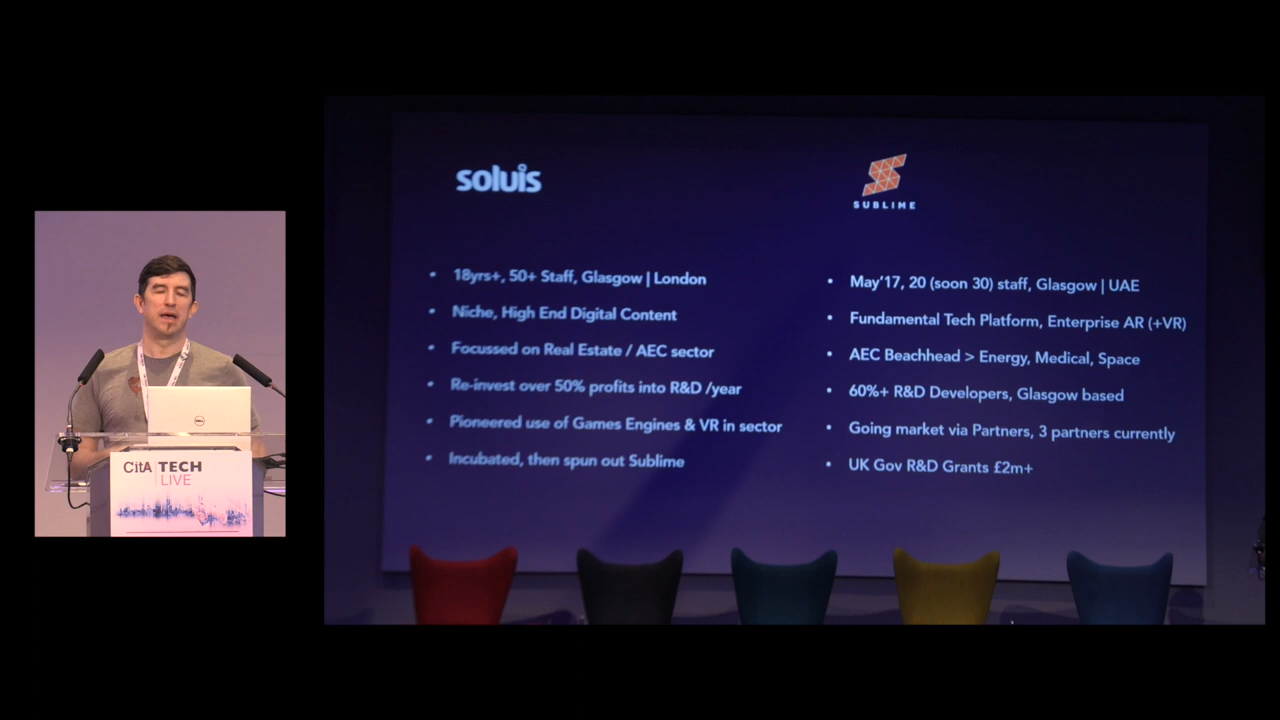 soluis
SUBLIME
• 18yrs+, 50+ Staff, Glasgow | London
• Niche, High End Digital Content
• Focussed on Real Estate / AEC sector
• Re-invest over 50% profits into R&D /year
• Pioneered use of Games Engines & VR in sector
• Incubated, then spun out Sublime
• May'17, 20 (soon 30) staff, Glasgow | UAE
• Fundamental Tech Platform, Enterprise AR (+VR)
• AEC Beachhead > Energy, Medical, Space
• 60%+ R&D Developers, Glasgow based
• Going market via Partners, 3 partners currently
• UK Gov R&D Grants £2m+
DELL
CitA TECH
LIVE